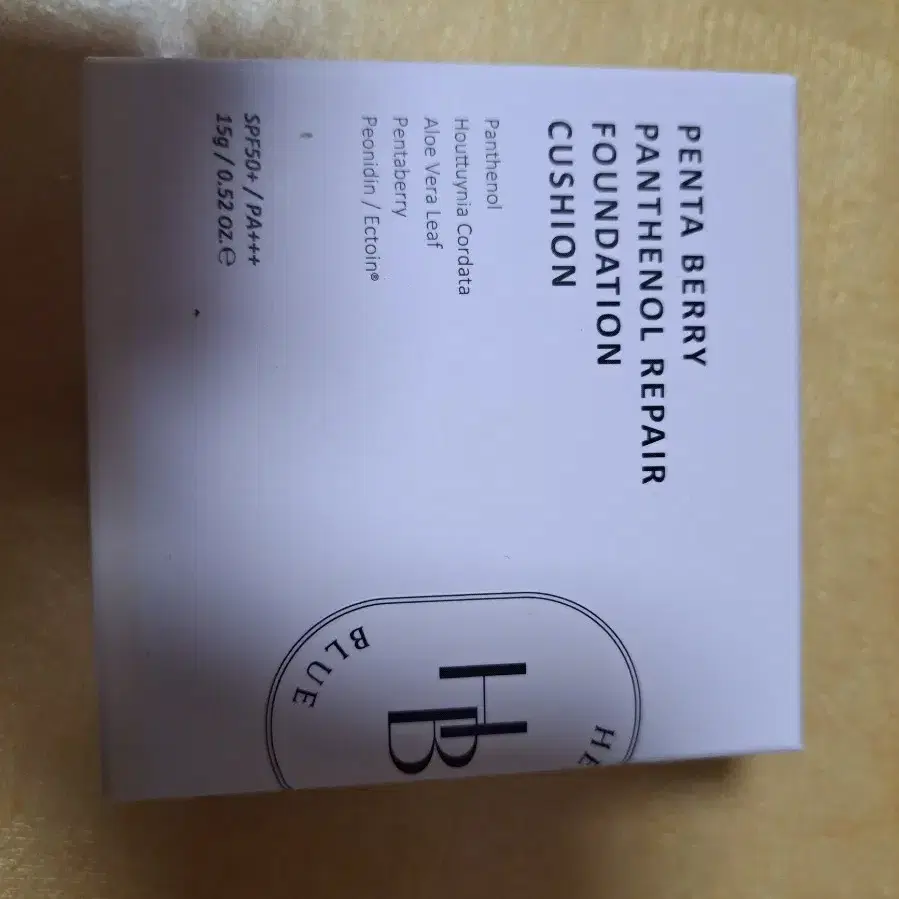 PENTA BERRY
PANTHENOL REPAIR
FOUNDATION
CUSHION
Panthenol
Houttuynia Cordata
Aloe Vera Leaf
Pentaberry
Peonidin / Ectoin®
SPF50+ / PA+++
15g / 0.52 oz.℮
HE
HB
BLUE